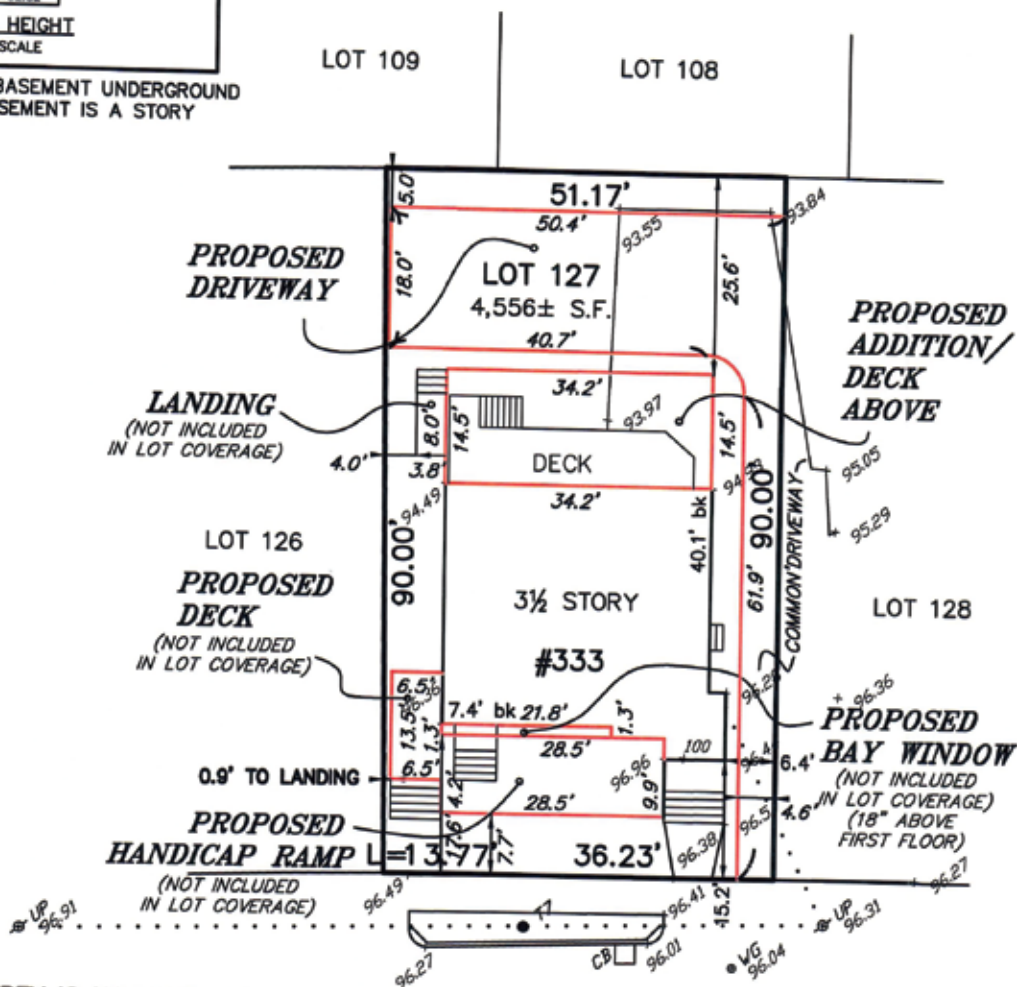 HEIGHT
SCALE
BASEMENT UNDERGROUND
SEMENT IS A STORY
LOT 109
LOT 108
5.0'
51.17'
50.4'
93.55
93.84
PROPOSED
DRIVEWAY
18.0'
LOT 127
4,556± S.F.
25.6'
40.7'
PROPOSED
ADDITION/
DECK
ABOVE
34.2'
LANDING
(NOT INCLUDED
IN LOT COVERAGE)
8.0'
14.5'
93.97
14.5'
4.0'
3.8'
DECK
95.05
94.49
34.2'
95.29
LOT 126
90.00'
40.1' bk
90.00'
61.9'
COMMON DRIVEWAY
PROPOSED
DECK
(NOT INCLUDED
IN LOT COVERAGE)
3½ STORY
LOT 128
#333
6.5'
96.36
96.36
13.5'
7.4' bk
21.8'
1.3'
1.3'
PROPOSED
BAY WINDOW
(NOT INCLUDED
IN LOT COVERAGE)
(18" ABOVE
FIRST FLOOR)
28.5'
100
6.4'
0.9' TO LANDING
6.5'
4.2'
96.96
9.9'
4.6'
28.5'
PROPOSED
HANDICAP RAMP
(NOT INCLUDED
IN LOT COVERAGE)
L=13.77'
17.6'
7.7'
36.23'
96.38
96.27
96.49
96.41
15.2'
UP
96.91
UP
96.31
96.27
CB
96.01
WG
96.04